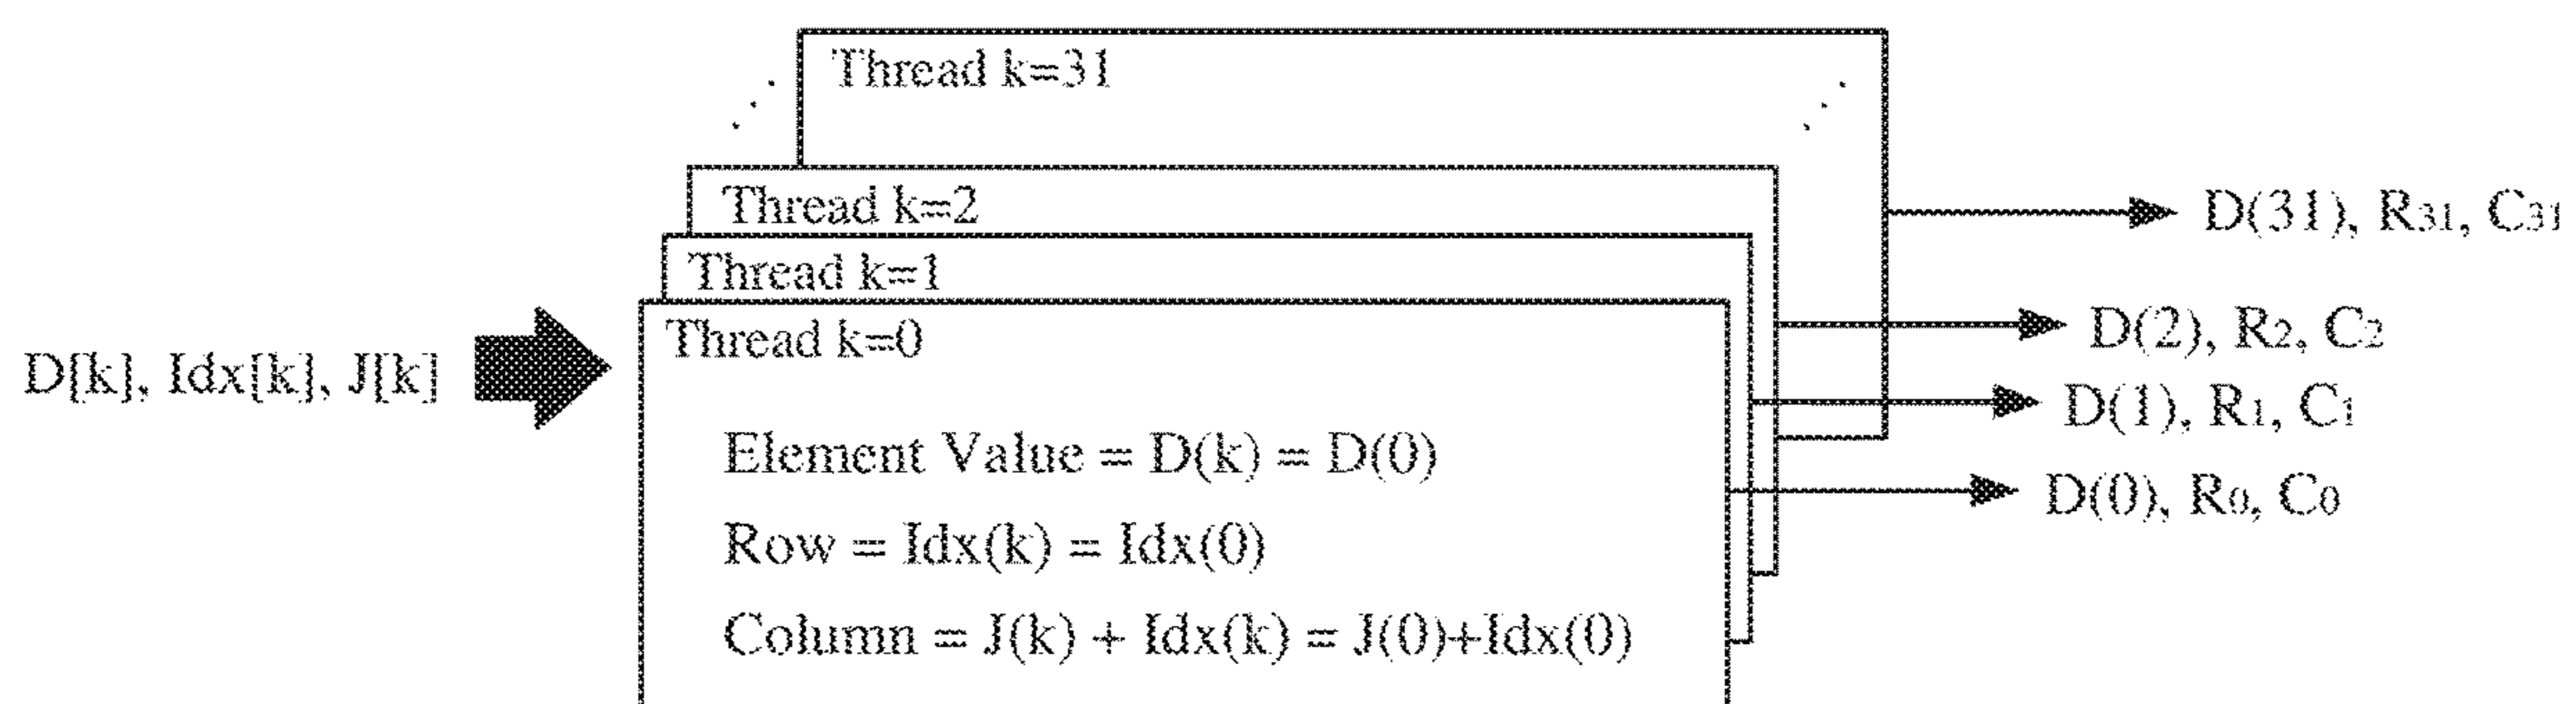 Thread k=31
Thread k=2
D(31), R31, C31
Thread k=1
Thread k=0
D[k], Idx[k], J[k]
D(2), R2, C2
D(1), R1, C1
Element Value = D(k) = D(0)
D(0), R0, C0
Row = Idx(k) = Idx(0)
Column = J(k) + Idx(k) = J(0)+Idx(0)